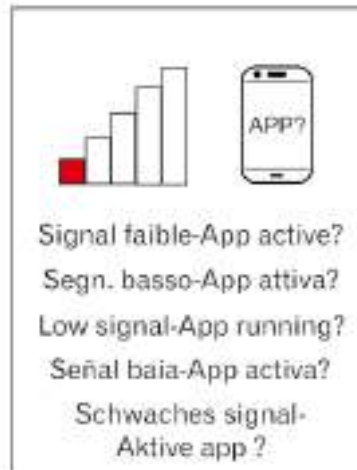 APP?
Signal faible-App active?
Segn. basso-App attiva?
Low signal-App running?
Señal baia-App activa?
Schwaches signal-
Aktive app ?